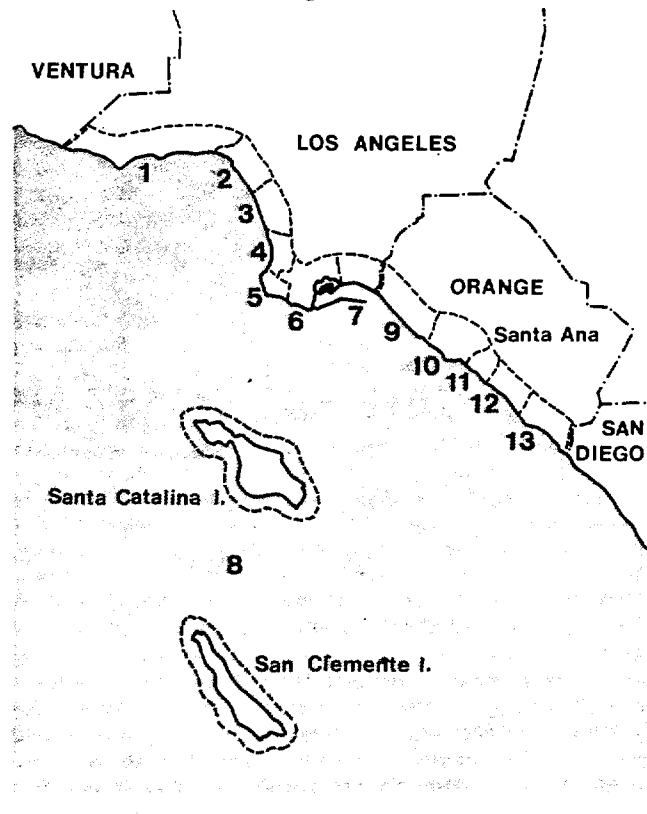 VENTURA
LOS ANGELES
1
2
3
4
5
6
7
ORANGE
Santa Ana
9
10
11
12
13
SAN
DIEGO
Santa Catalina I.
8
San Clemente I.